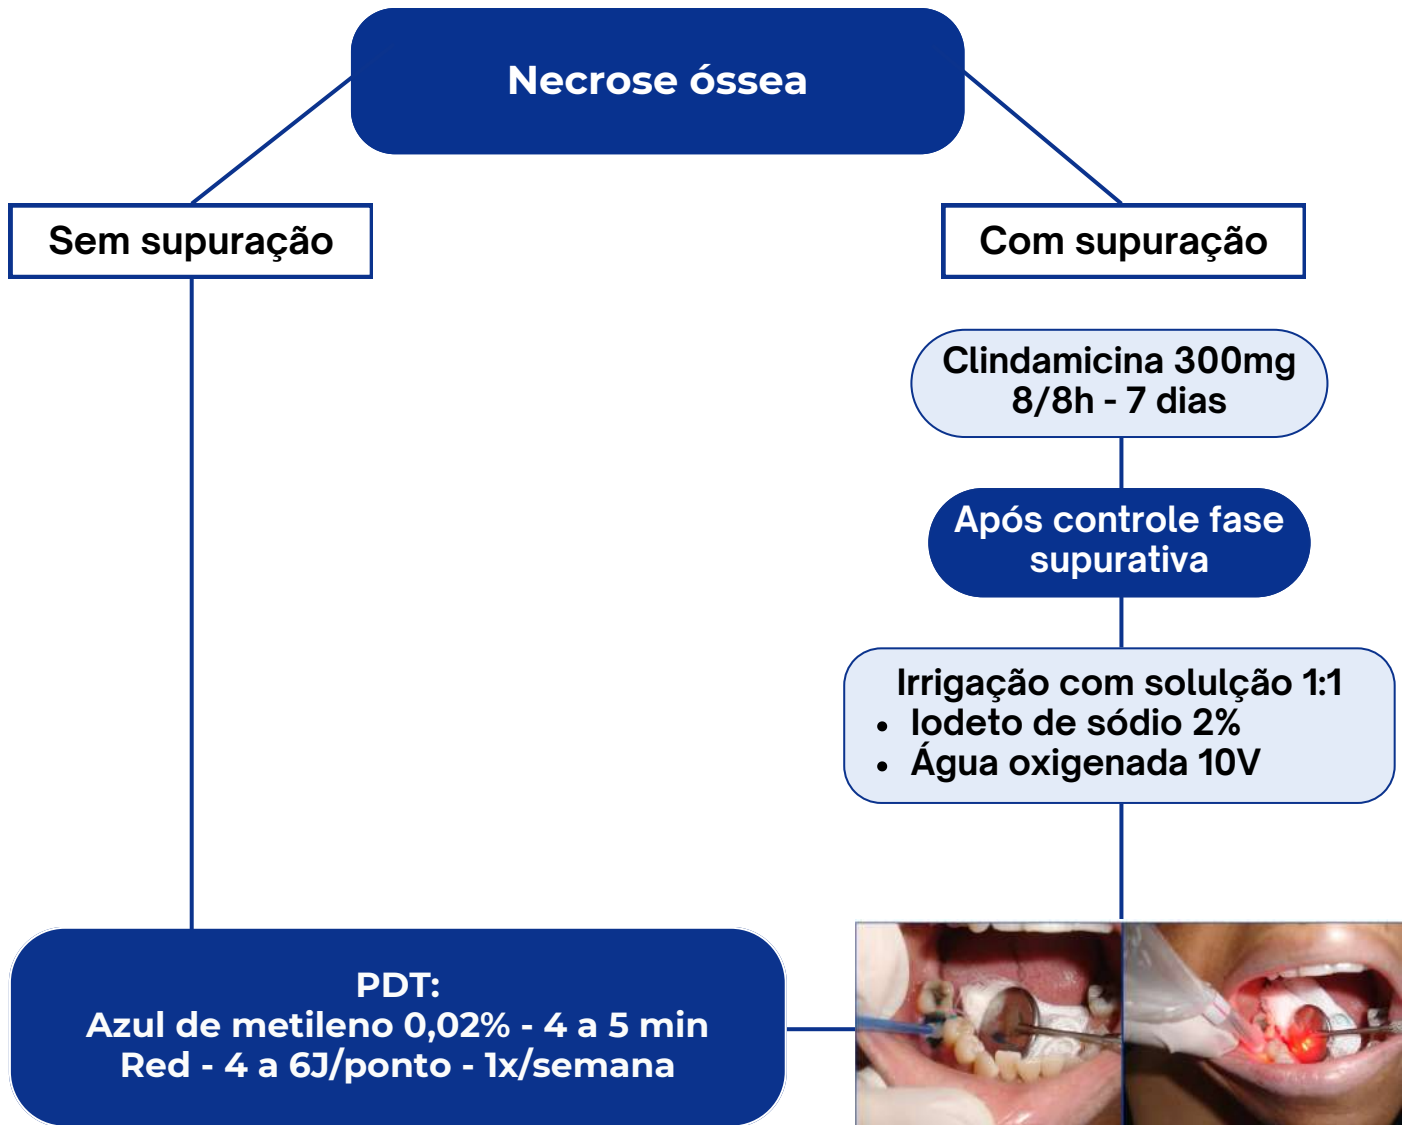 Necrose óssea
Sem supuração
Com supuração
Clindamicina 300mg
8/8h - 7 dias
Após controle fase
supurativa
Irrigação com solulção 1:1
• Iodeto de sódio 2%
• Água oxigenada 10V
PDT:
Azul de metileno 0,02% - 4 a 5 min
Red - 4 a 6J/ponto - 1x/semana